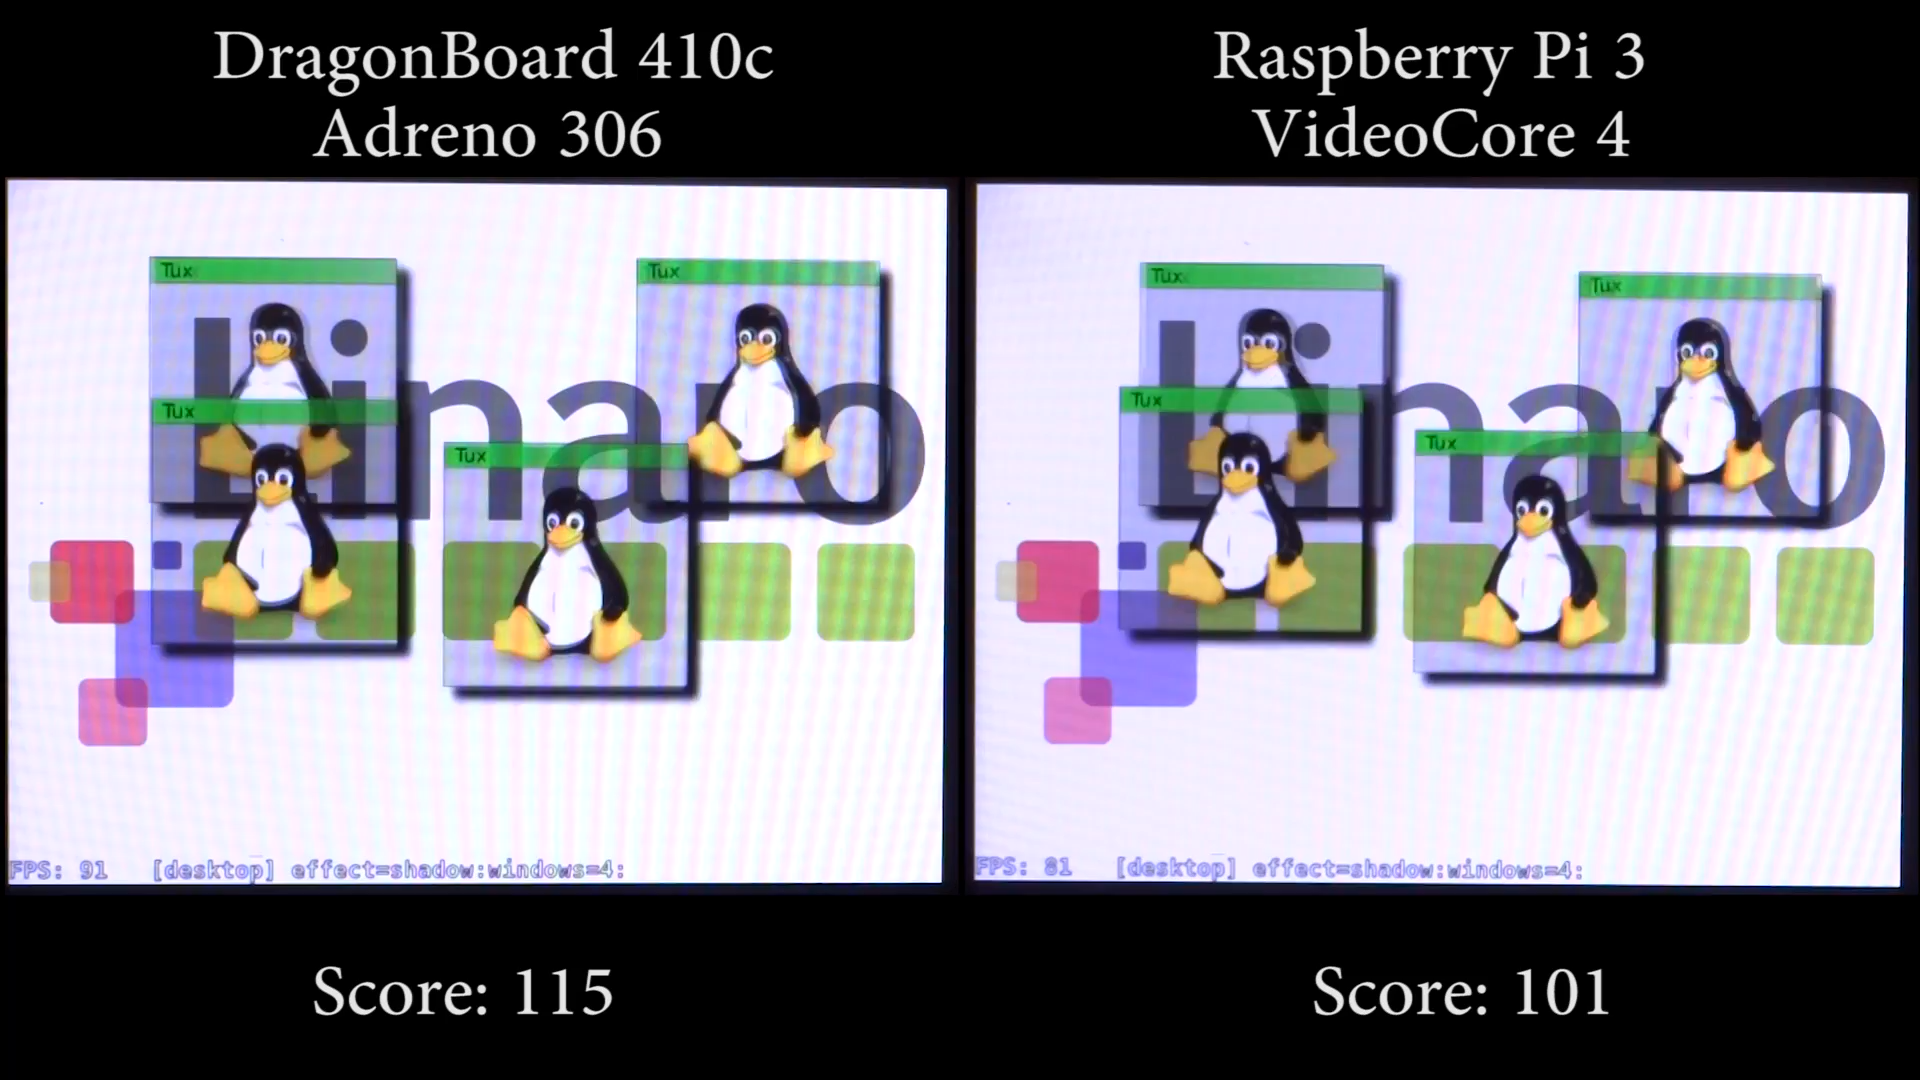 DragonBoard 410c
Adreno 306
Raspberry Pi 3
VideoCore 4
Tux
Tux
Tux
Tux
Linaro
FPS: 91 [desktop] effect=shadow:windows=4:
Tux
Tux
Tux
Tux
Linaro
FPS: 81 [desktop] effect=shadow:windows=4:
Score: 115
Score: 101